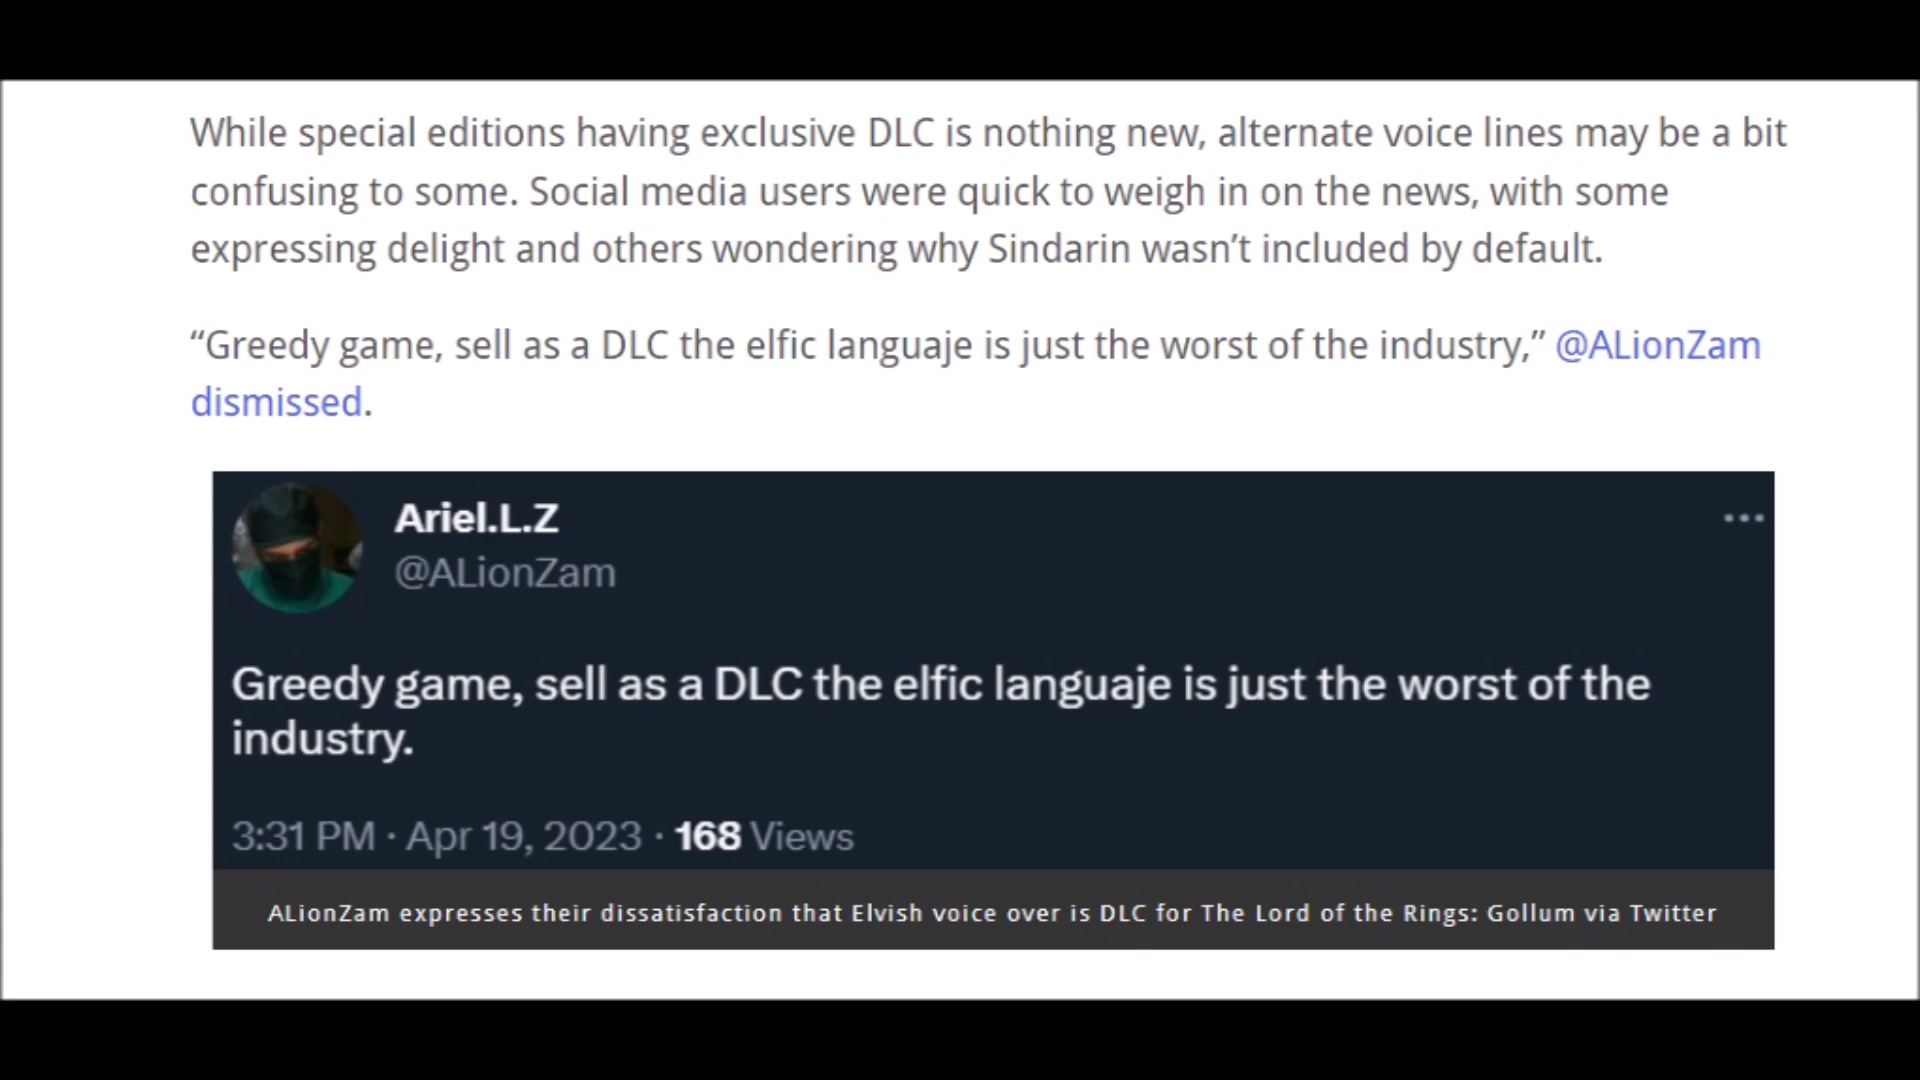 While special editions having exclusive DLC is nothing new, alternate voice lines may be a bit
confusing to some. Social media users were quick to weigh in on the news, with some
expressing delight and others wondering why Sindarin wasn’t included by default.
“Greedy game, sell as a DLC the elfic languaje is just the worst of the industry,” @ALionZam
dismissed.
Ariel.L.Z
@ALionZam
Greedy game, sell as a DLC the elfic languaje is just the worst of the
industry.
3:31 PM · Apr 19, 2023 · 168 Views
ALionZam expresses their dissatisfaction that Elvish voice over is DLC for The Lord of the Rings: Gollum via Twitter